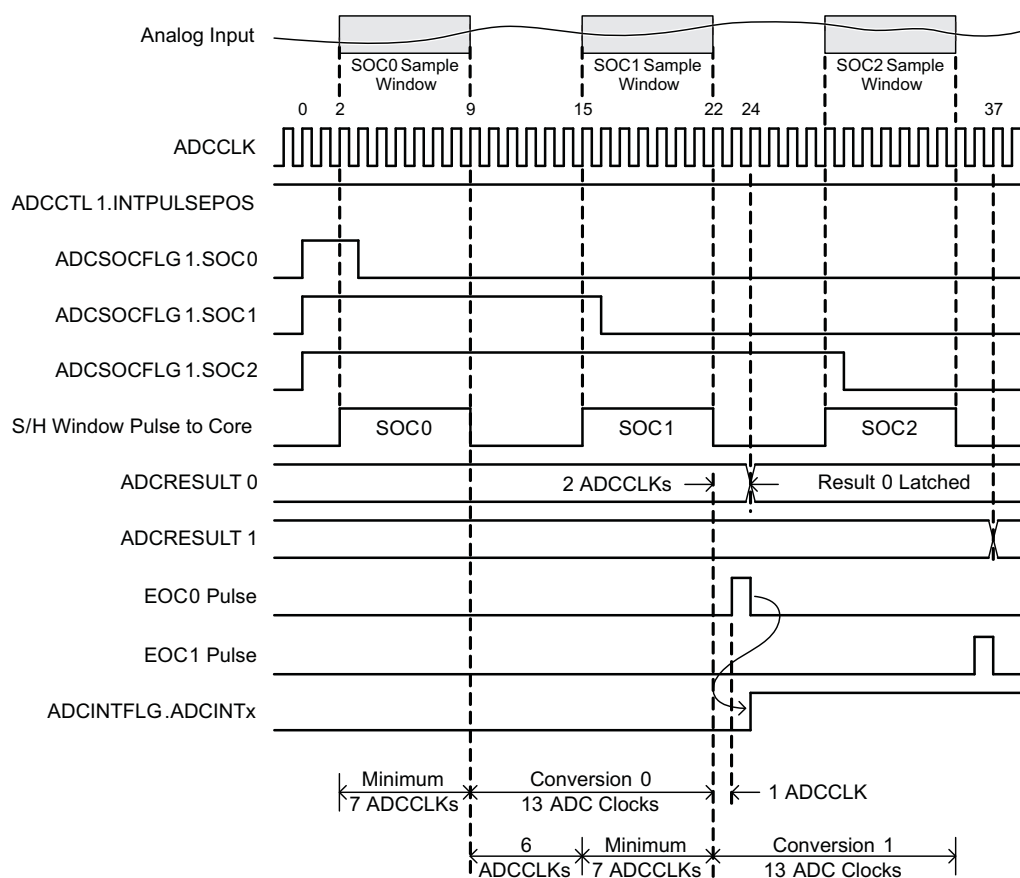 Analog Input
SOC0 Sample
Window
SOC1 Sample
Window
SOC2 Sample
Window
0 2 9 15 22 24 37
ADCCLK
ADCCTL 1.INTPULSEPOS
ADCSOCFLG 1.SOC0
ADCSOCFLG 1.SOC1
ADCSOCFLG 1.SOC2
S/H Window Pulse to Core
SOC0 SOC1 SOC2
ADCRESULT 0
2 ADCCLKs Result 0 Latched
ADCRESULT 1
EOC0 Pulse
EOC1 Pulse
ADCINTFLG.ADCINTx
Minimum
7 ADCCLKs
Conversion 0
13 ADC Clocks
1 ADCCLK
6
ADCCLKs
Minimum
7 ADCCLKs
Conversion 1
13 ADC Clocks